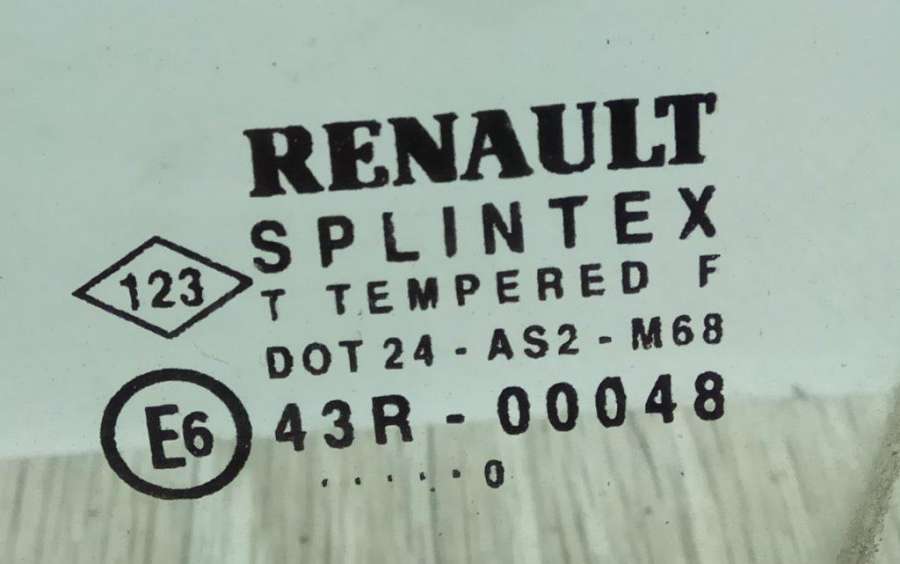 RENAULT
SPLINTEX
123
T TEMPERED F
DOT 24 - AS2 - M68
E6
43R - 00048
..... 0